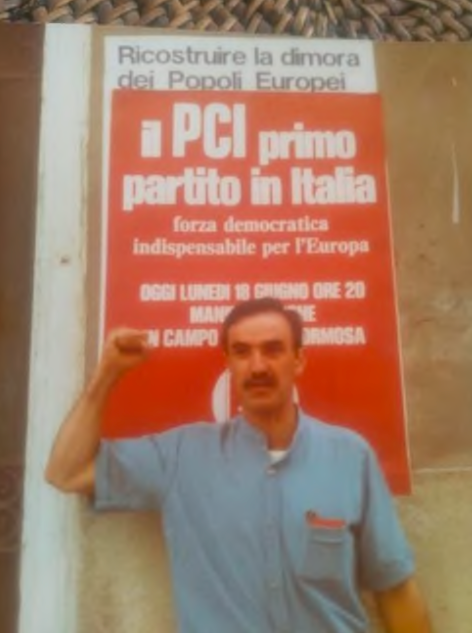 Ricostruire la dimora
dei Popoli Europei
il PCI primo
partito in Italia
forza democratica
indispensabile per l'Europa
OGGI LUNEDI 18 GIUGNO ORE 20
CAMPO